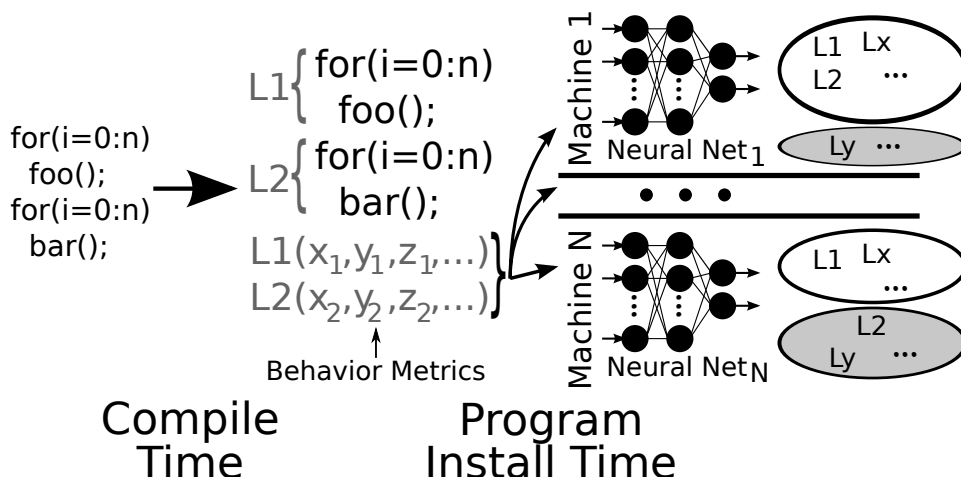 for(i=0:n)
foo();
for(i=0:n)
bar();
L1{ for(i=0:n)
foo();
L2{ for(i=0:n)
bar();
L1(x1,y1,z1,...)
L2(x2,y2,z2,...)}
Behavior Metrics
Compile
Time
Machine 1
Neural Net1
L1 Lx
L2 ...
Ly ...
Machine N
Neural NetN
L1 Lx
...
L2
Ly ...
Program
Install Time